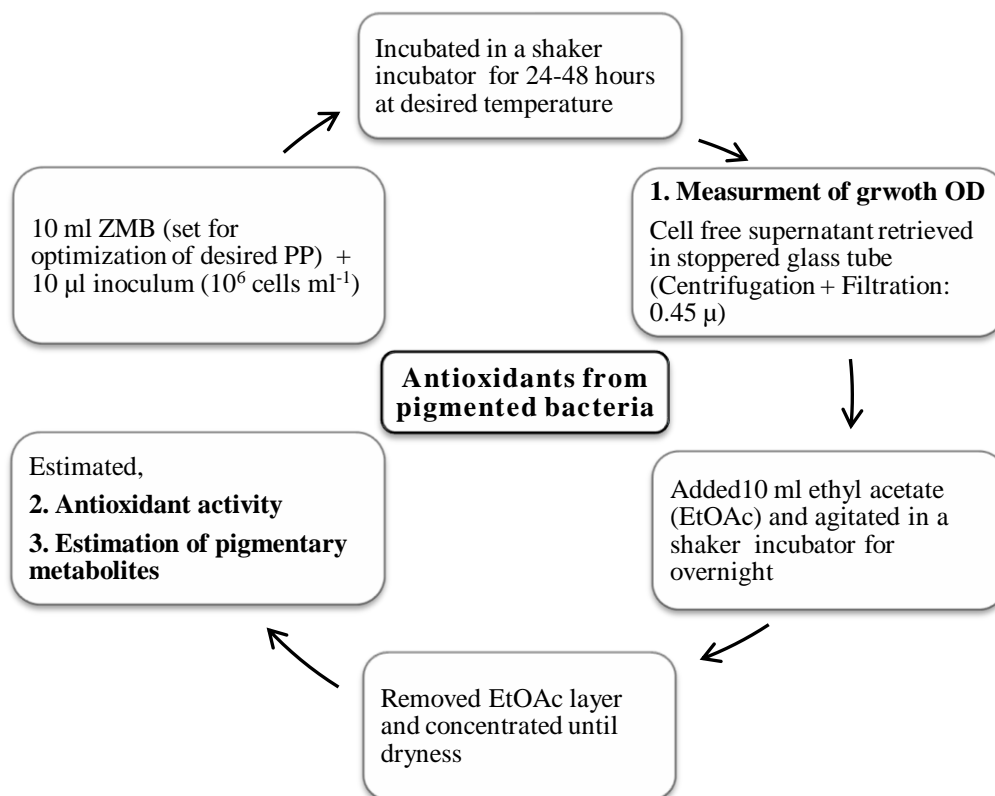 Incubated in a shaker
incubator for 24-48 hours
at desired temperature
1. Measurment of grwoth OD
Cell free supernatant retrieved
in stoppered glass tube
(Centrifugation + Filtration:
0.45 μ)
Added10 ml ethyl acetate
(EtOAc) and agitated in a
shaker incubator for
overnight
Removed EtOAc layer
and concentrated until
dryness
Estimated,
2. Antioxidant activity
3. Estimation of pigmentary
metabolites
10 ml ZMB (set for
optimization of desired PP) +
10 μl inoculum (10⁶ cells ml⁻¹)
Antioxidants from
pigmented bacteria